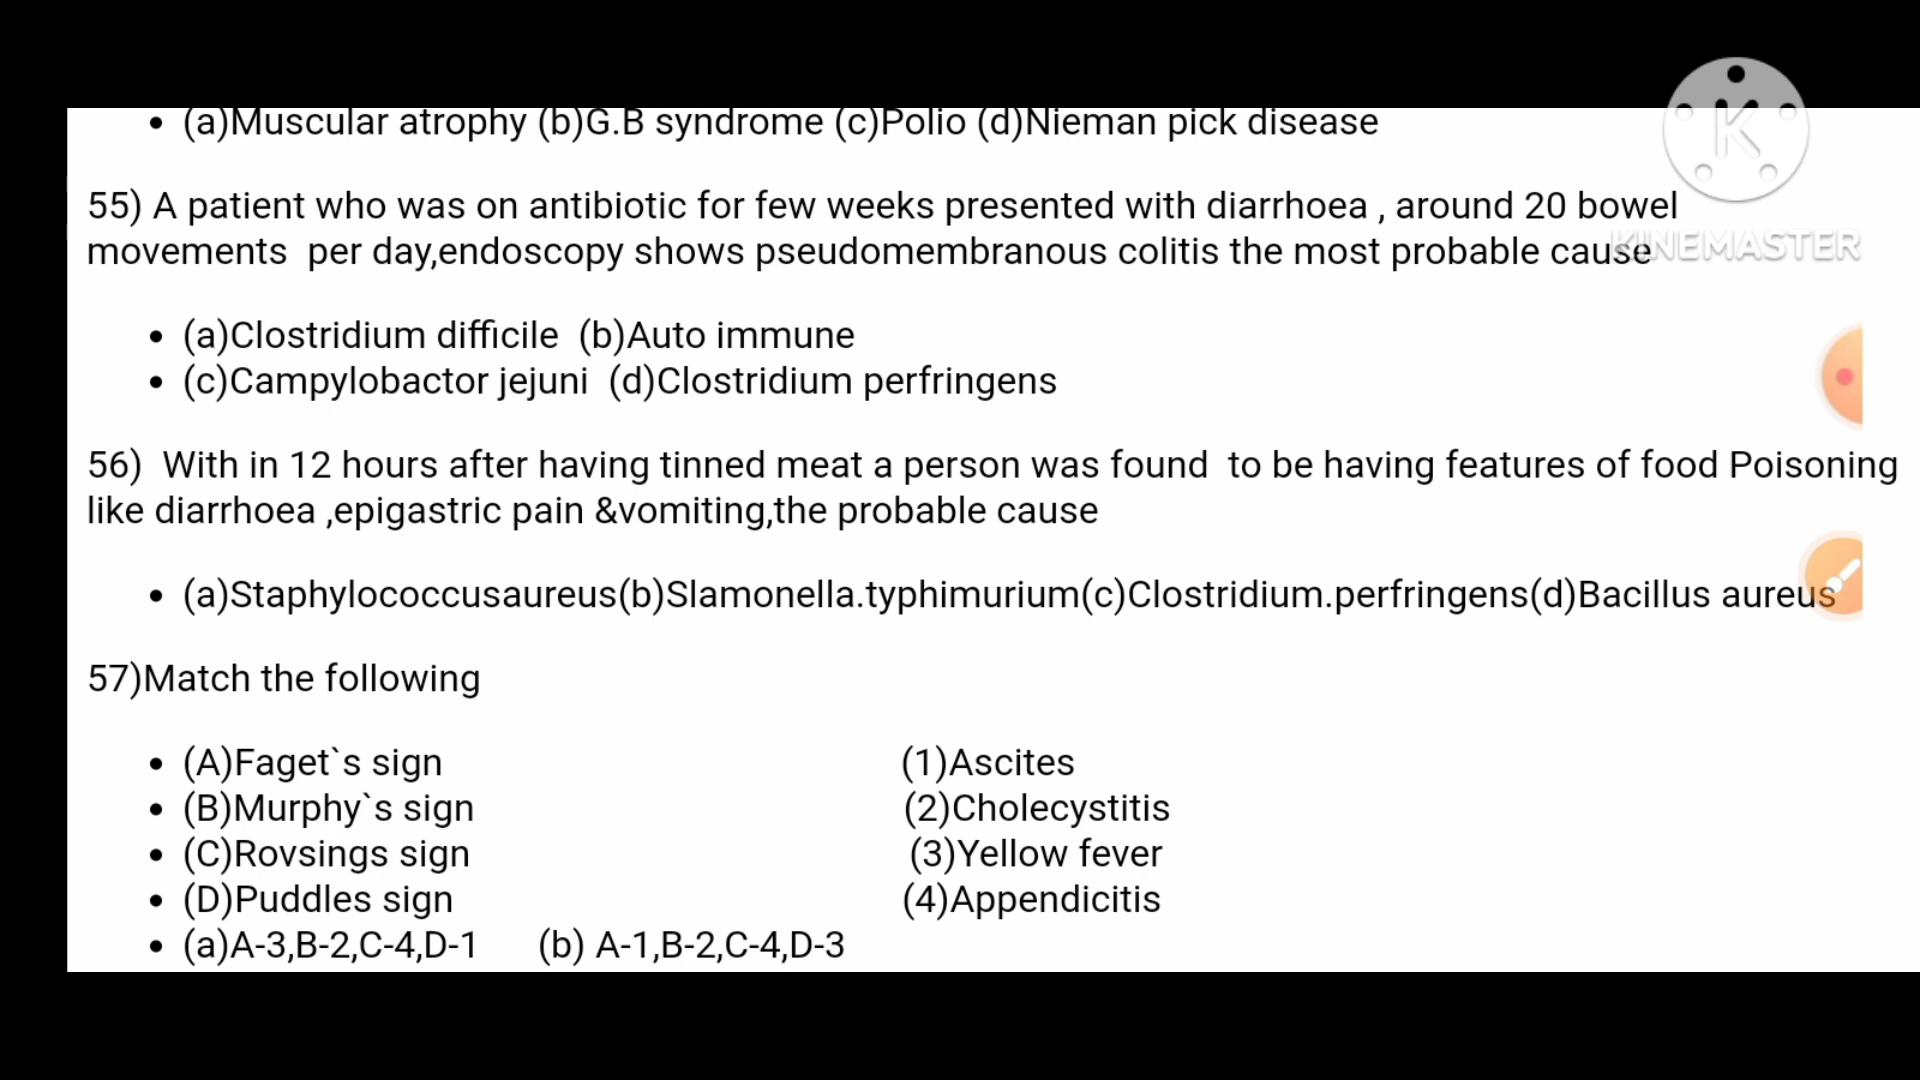 • (a)Muscular atrophy (b)G.B syndrome (c)Polio (d)Nieman pick disease
55) A patient who was on antibiotic for few weeks presented with diarrhoea , around 20 bowel
movements  per day,endoscopy shows pseudomembranous colitis the most probable cause
KINEMASTER
• (a)Clostridium difficile  (b)Auto immune
• (c)Campylobactor jejuni  (d)Clostridium perfringens
56)  With in 12 hours after having tinned meat a person was found  to be having features of food Poisoning
like diarrhoea ,epigastric pain &vomiting,the probable cause
• (a)Staphylococcusaureus(b)Slamonella.typhimurium(c)Clostridium.perfringens(d)Bacillus aureus
57)Match the following
• (A)Faget`s sign (1)Ascites
• (B)Murphy`s sign (2)Cholecystitis
• (C)Rovsings sign (3)Yellow fever
• (D)Puddles sign (4)Appendicitis
• (a)A-3,B-2,C-4,D-1 (b) A-1,B-2,C-4,D-3